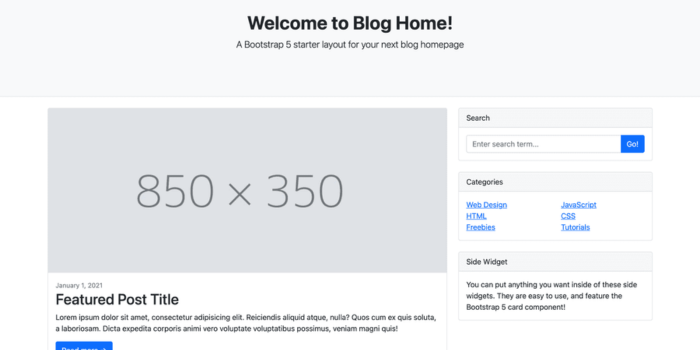 Welcome to Blog Home!
A Bootstrap 5 starter layout for your next blog homepage
850 × 350
January 1, 2021
Featured Post Title
Lorem ipsum dolor sit amet, consectetur adipisicing elit. Reiciendis aliquid atque, nulla? Quos cum ex quis soluta,
a laboriosam. Dicta expedita corporis animi vero voluptate voluptatibus possimus, veniam magni quis!
Read more →
Search
Enter search term...
Go!
Categories
Web Design
JavaScript
HTML
CSS
Freebies
Tutorials
Side Widget
You can put anything you want inside of these side
widgets. They are easy to use, and feature the
Bootstrap 5 card component!